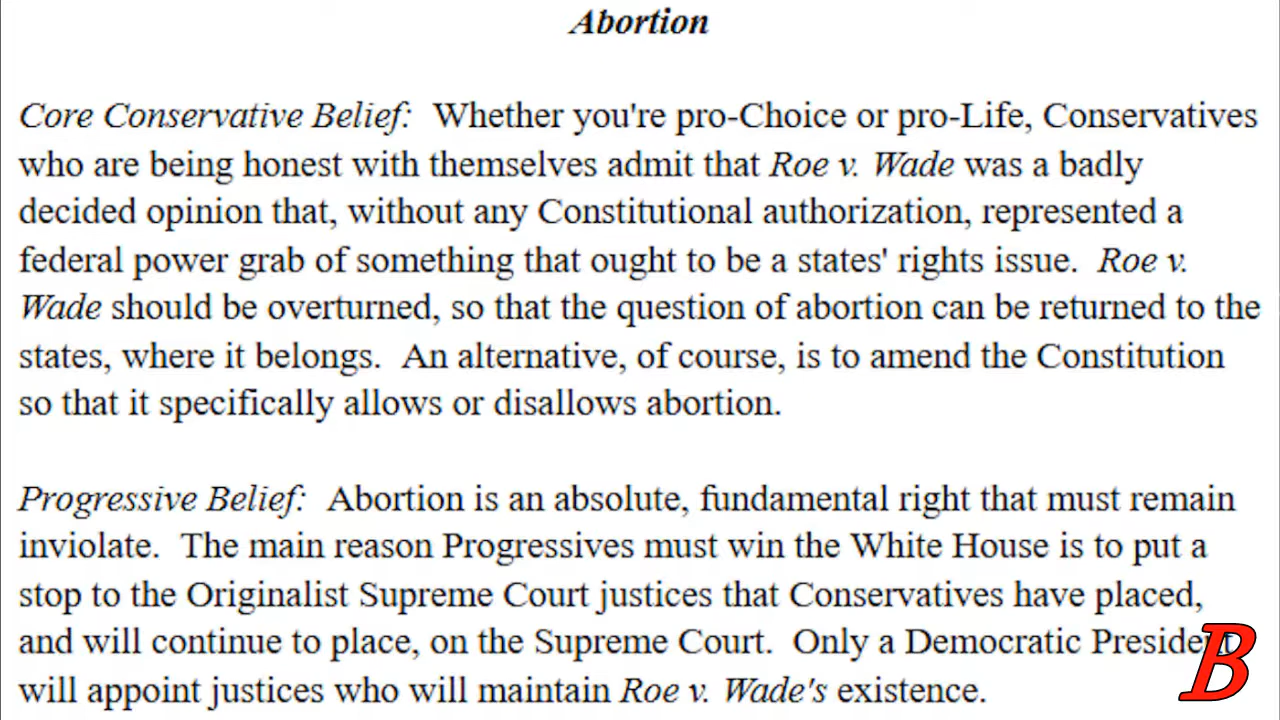 Abortion
Core Conservative Belief: Whether you're pro-Choice or pro-Life, Conservatives
who are being honest with themselves admit that Roe v. Wade was a badly
decided opinion that, without any Constitutional authorization, represented a
federal power grab of something that ought to be a states' rights issue. Roe v.
Wade should be overturned, so that the question of abortion can be returned to the
states, where it belongs. An alternative, of course, is to amend the Constitution
so that it specifically allows or disallows abortion.
Progressive Belief: Abortion is an absolute, fundamental right that must remain
inviolate. The main reason Progressives must win the White House is to put a
stop to the Originalist Supreme Court justices that Conservatives have placed,
and will continue to place, on the Supreme Court. Only a Democratic President
will appoint justices who will maintain Roe v. Wade's existence.
B